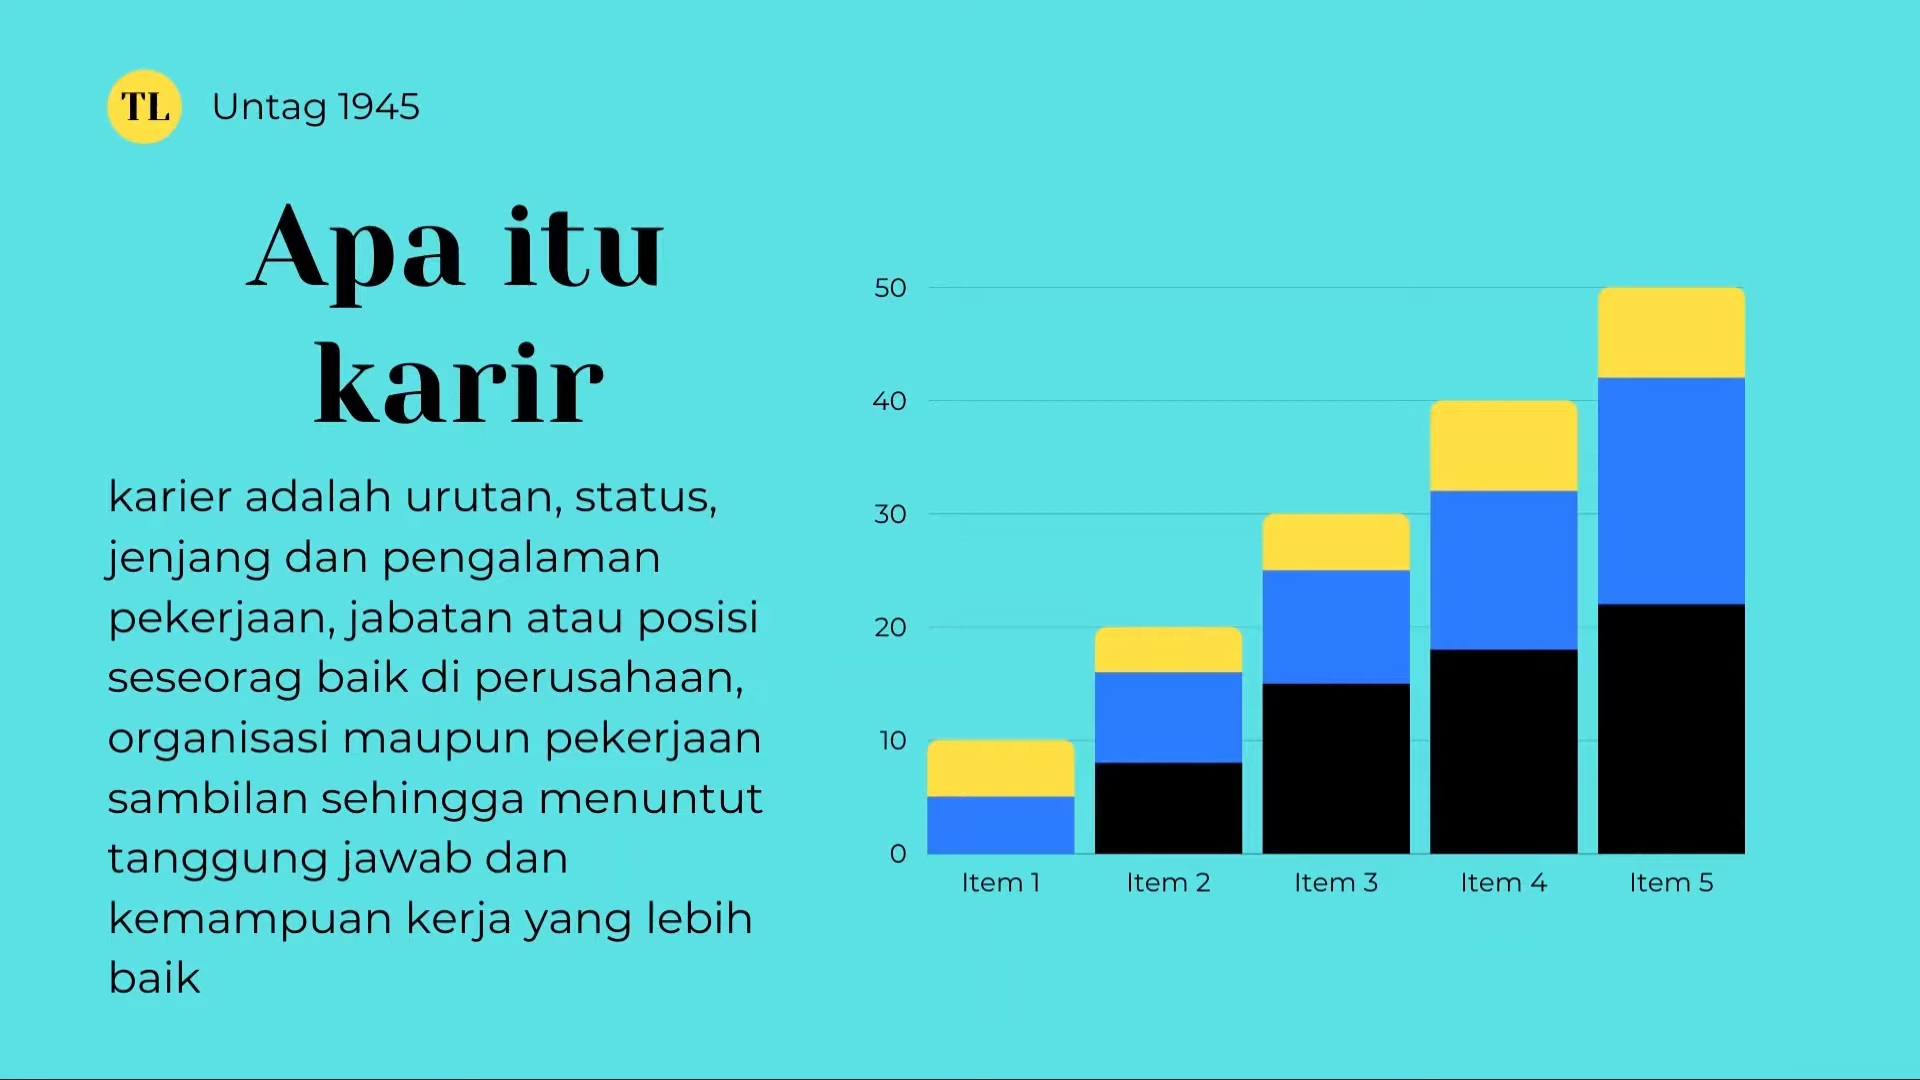 TL
Untag 1945
Apa itu
karir
karier adalah urutan, status,
jenjang dan pengalaman
pekerjaan, jabatan atau posisi
seseorag baik di perusahaan,
organisasi maupun pekerjaan
sambilan sehingga menuntut
tanggung jawab dan
kemampuan kerja yang lebih
baik
50
40
30
20
10
0
Item 1 Item 2 Item 3 Item 4 Item 5